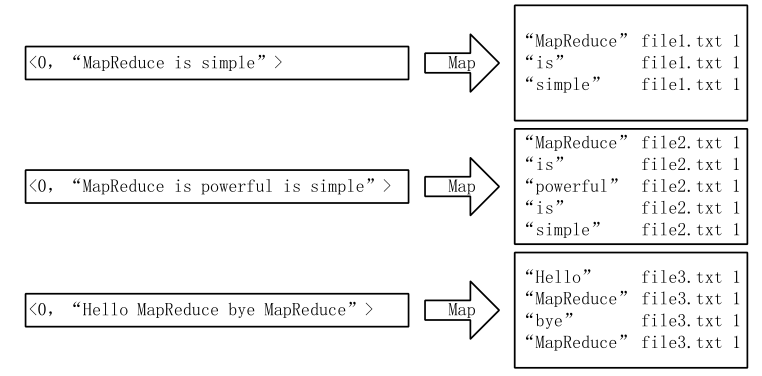 <0, “MapReduce is simple” >
Map
“MapReduce” file1.txt 1
“is” file1.txt 1
“simple” file1.txt 1
<0, “MapReduce is powerful is simple” >
Map
“MapReduce” file2.txt 1
“is” file2.txt 1
“powerful” file2.txt 1
“is” file2.txt 1
“simple” file2.txt 1
<0, “Hello MapReduce bye MapReduce” >
Map
“Hello” file3.txt 1
“MapReduce” file3.txt 1
“bye” file3.txt 1
“MapReduce” file3.txt 1